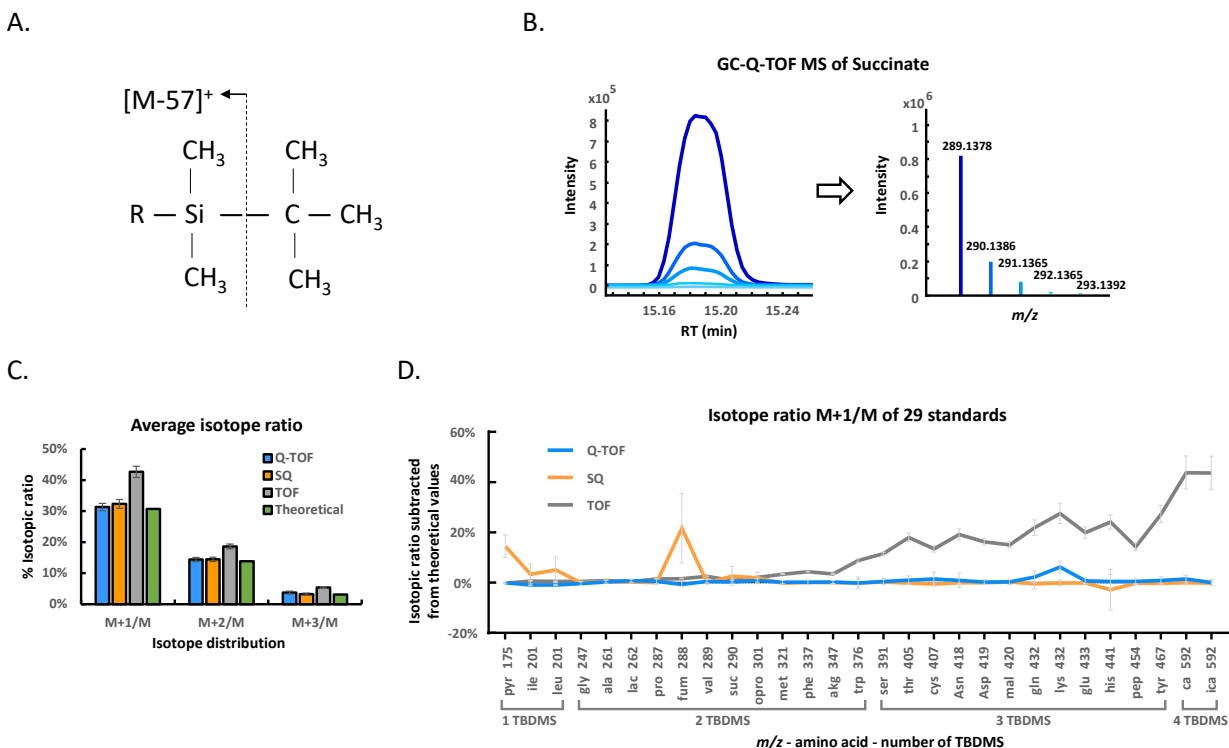 A.
[M-57]+
CH3 CH3
R — Si — C — CH3
CH3 CH3
B.
GC-Q-TOF MS of Succinate
x10^5
8
7
6
5
4
3
2
1
0
Intensity
15.16 15.20 15.24
RT (min)
x10^6
1
0.8
0.6
0.4
0.2
0
Intensity
289.1378
290.1386
291.1365
292.1365
293.1392
m/z
C.
Average isotope ratio
50%
40%
30%
20%
10%
0%
% Isotopic ratio
Q-TOF
SQ
TOF
Theoretical
M+1/M M+2/M M+3/M
Isotope distribution
D.
Isotope ratio M+1/M of 29 standards
60%
40%
20%
0%
-20%
Isotopic ratio subtracted
from theoretical values
Q-TOF
SQ
TOF
pyr 175
ile 201
leu 201
gly 247
ala 261
lac 262
pro 287
fum 288
val 289
suc 290
opro 301
met 321
phe 337
akg 347
trp 376
ser 391
thr 405
cys 407
Asn 418
Asp 419
mal 420
gln 432
lys 432
glu 433
his 441
pep 454
tyr 467
ca 592
ica 592
1 TBDMS 2 TBDMS 3 TBDMS 4 TBDMS
m/z - amino acid - number of TBDMS